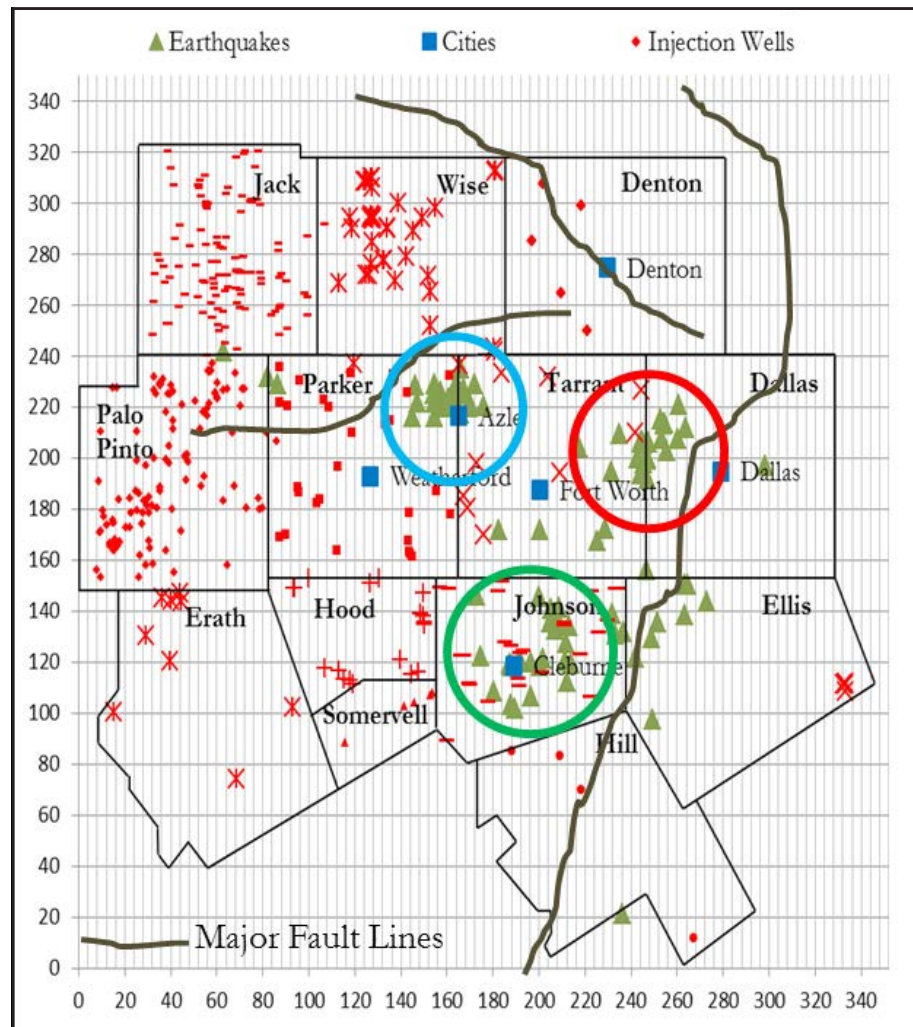 Earthquakes Cities Injection Wells
340
320
300
280
260
240
220
200
180
160
140
120
100
80
60
40
20
0
Jack
Wise
Denton
Denton
Parker
Tarrant
Dallas
Palo
Pinto
Azle
Weatherford
Fort Worth
Dallas
Erath
Hood
Johnson
Ellis
Cleburne
Somervell
Hill
Major Fault Lines
0 20 40 60 80 100 120 140 160 180 200 220 240 260 280 300 320 340